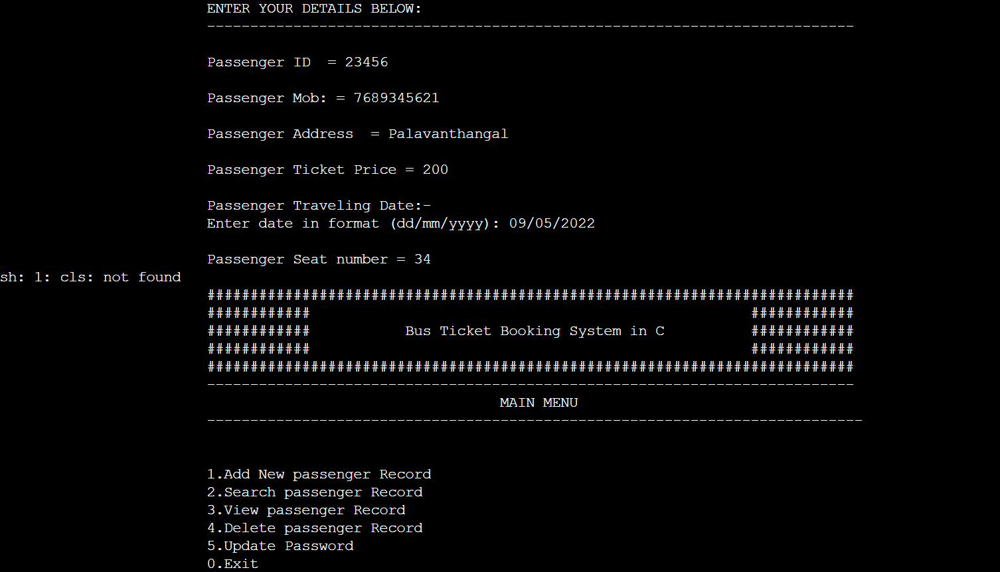 ENTER YOUR DETAILS BELOW:
---------------------------------------------------------------------------
Passenger ID  = 23456
Passenger Mob: = 7689345621
Passenger Address  = Palavanthangal
Passenger Ticket Price = 200
Passenger Traveling Date:-
Enter date in format (dd/mm/yyyy): 09/05/2022
Passenger Seat number = 34
sh: 1: cls: not found
###########################################################################
############                                                   ############
############           Bus Ticket Booking System in C          ############
############                                                   ############
###########################################################################
---------------------------------------------------------------------------
MAIN MENU
----------------------------------------------------------------------------
1.Add New passenger Record
2.Search passenger Record
3.View passenger Record
4.Delete passenger Record
5.Update Password
0.Exit